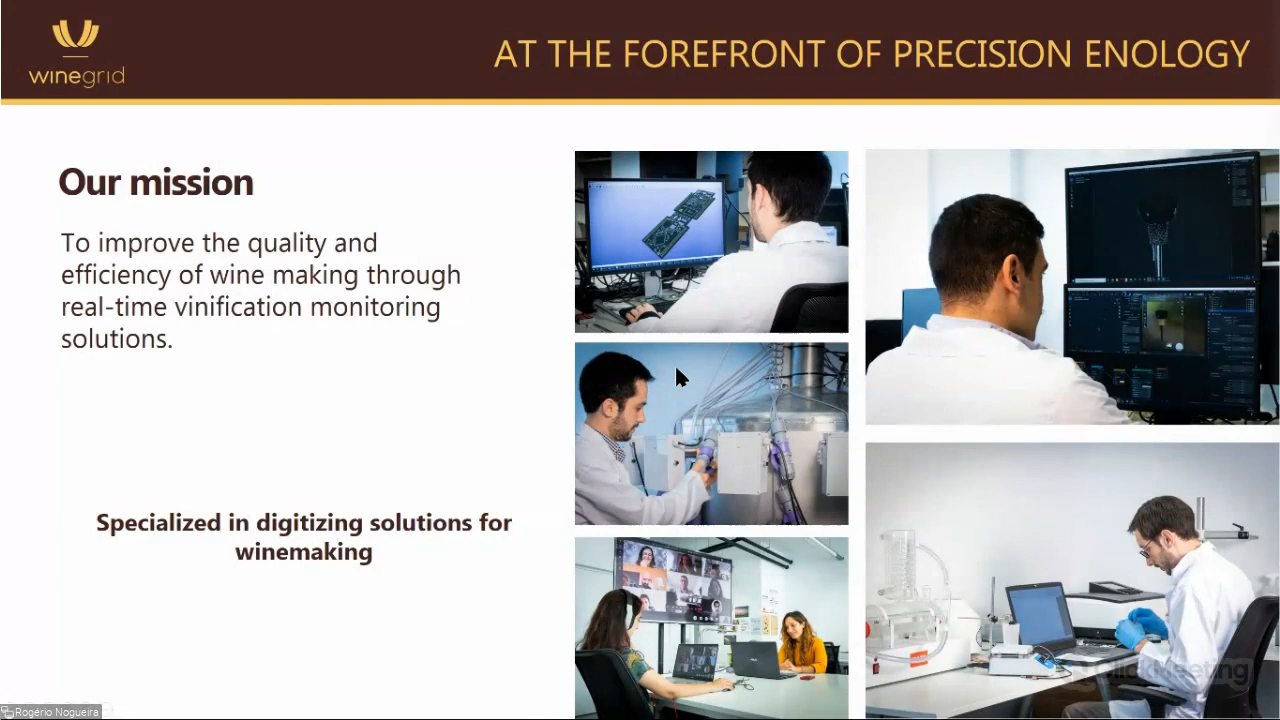 winegrid
AT THE FOREFRONT OF PRECISION ENOLOGY
Our mission
To improve the quality and
efficiency of wine making through
real-time vinification monitoring
solutions.
Specialized in digitizing solutions for
winemaking
ClickMeeting
Rogério Nogueira